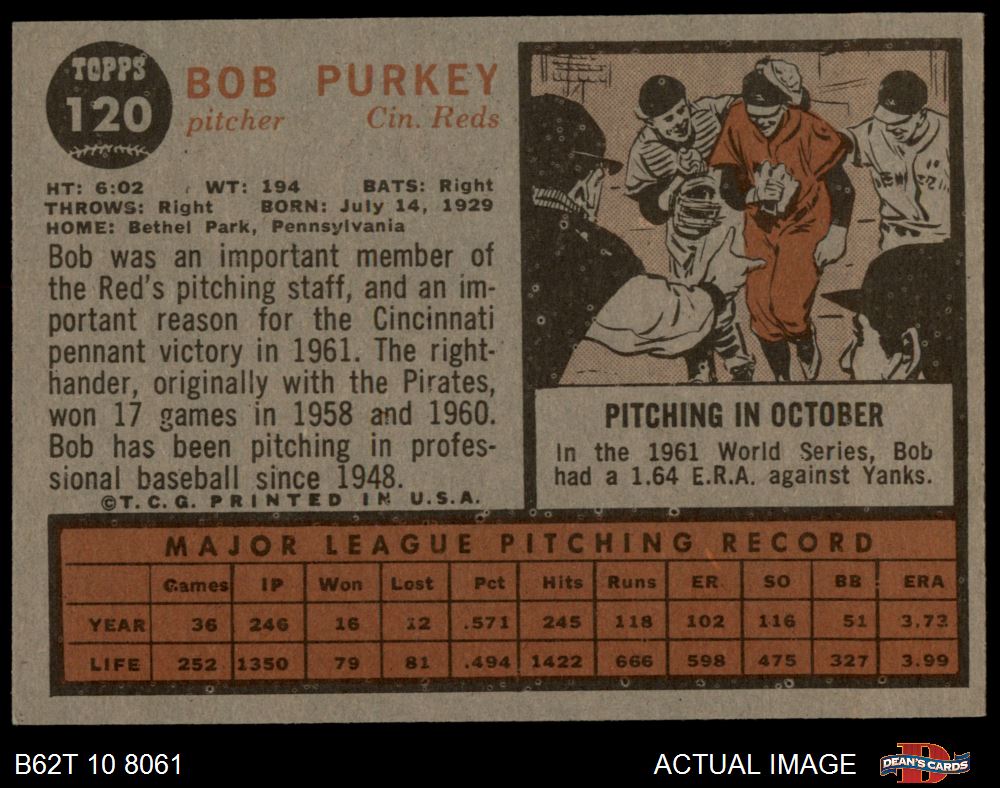 TOPPS
120
BOB PURKEY
pitcher Cin. Reds
HT: 6:02 WT: 194 BATS: Right
THROWS: Right BORN: July 14, 1929
HOME: Bethel Park, Pennsylvania
Bob was an important member of
the Red's pitching staff, and an im-
portant reason for the Cincinnati
pennant victory in 1961. The right-
hander, originally with the Pirates,
won 17 games in 1958 and 1960.
Bob has been pitching in profes-
sional baseball since 1948.
©T.C.G. PRINTED IN U.S.A.
PITCHING IN OCTOBER
In the 1961 World Series, Bob
had a 1.64 E.R.A. against Yanks.
MAJOR LEAGUE PITCHING RECORD
Games IP Won Lost Pct Hits Runs ER SO BB ERA
YEAR 36 246 16 12 .571 245 118 102 116 51 3.73
LIFE 252 1350 79 81 .494 1422 666 598 475 327 3.99
B62T 10 8061 ACTUAL IMAGE
D
DEAN'S CARDS